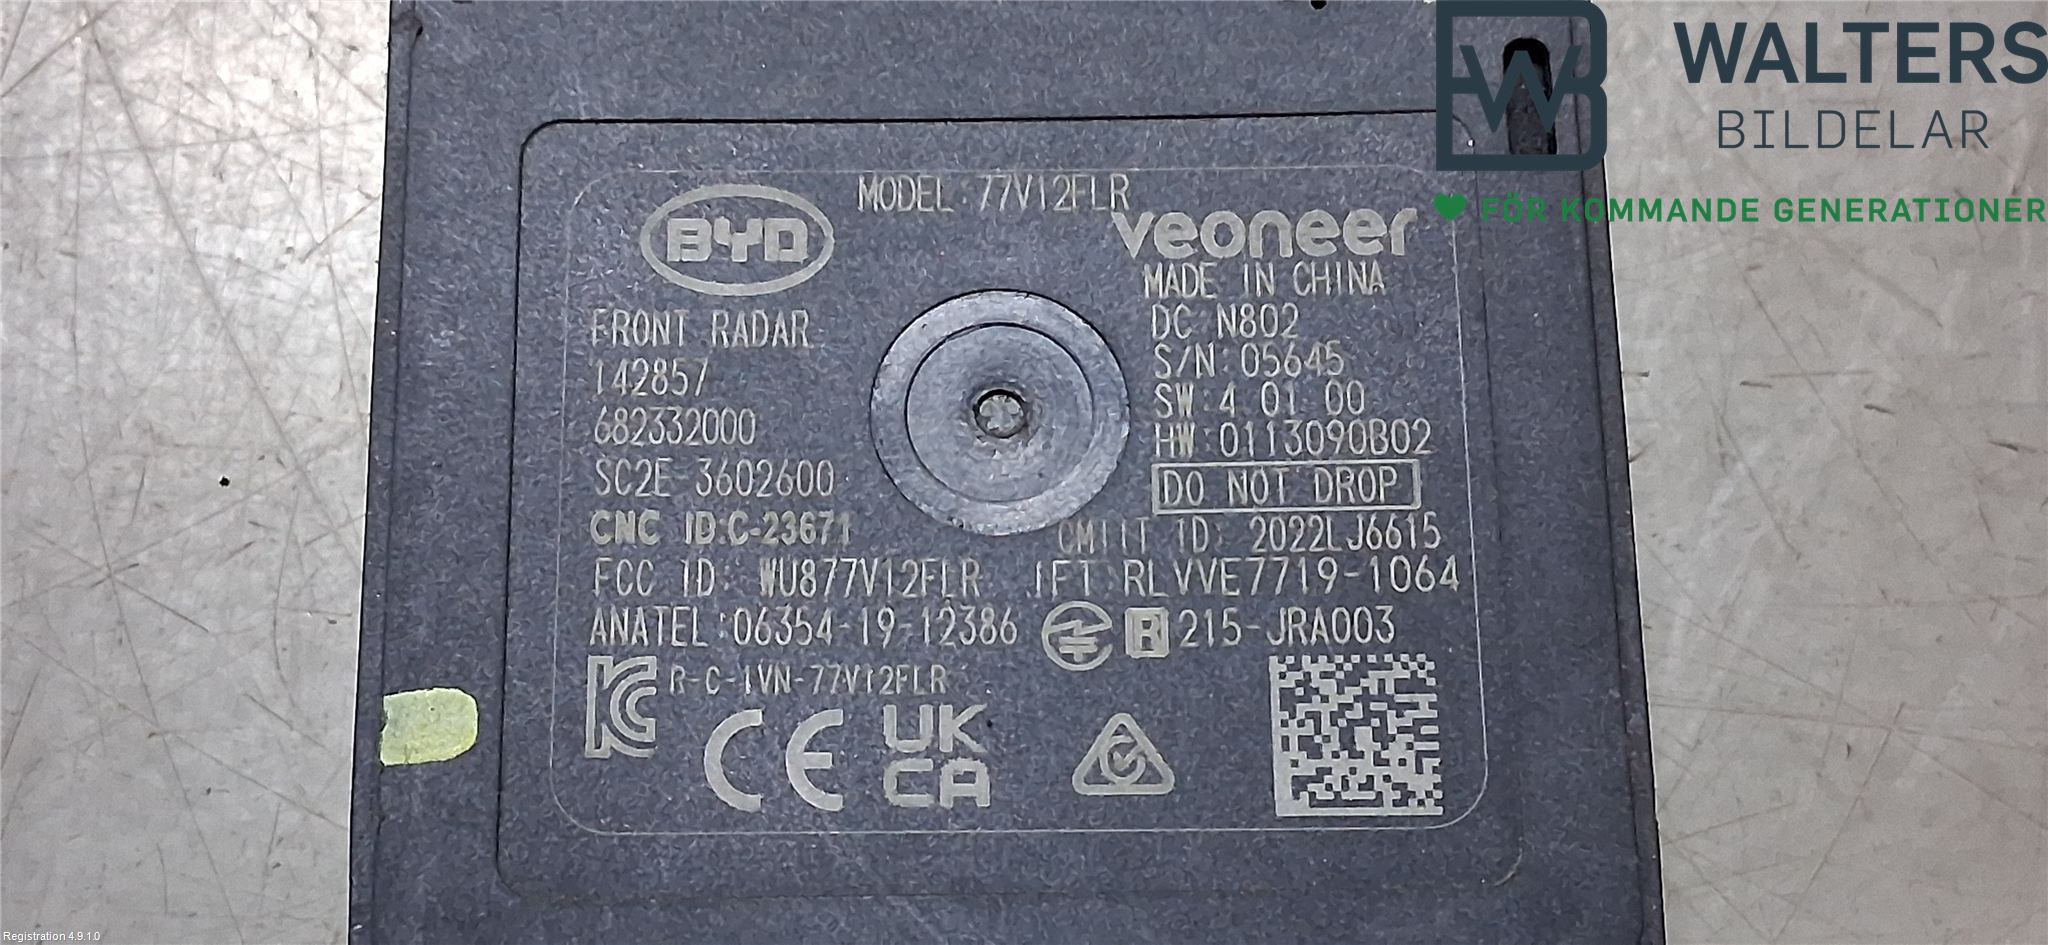 WALTERS
BILDELAR
FÖR KOMMANDE GENERATIONER
MODEL:77V12FLR
BYD
veoneer
MADE IN CHINA
FRONT RADAR
142857
682332000
SC2E-3602600
CNC ID:C-23671
DC:N802
S/N:05645
SW:4.01.00
HW:0113090B02
DO NOT DROP
CMIIT ID: 2022LJ6615
FCC ID: WU877V12FLR IFT:RLVVE7719-1064
ANATEL:06354-19-12386 R 215-JRA003
R-C-1VN-77V12FLR
CE UK CA
Registration 4.9.1.0